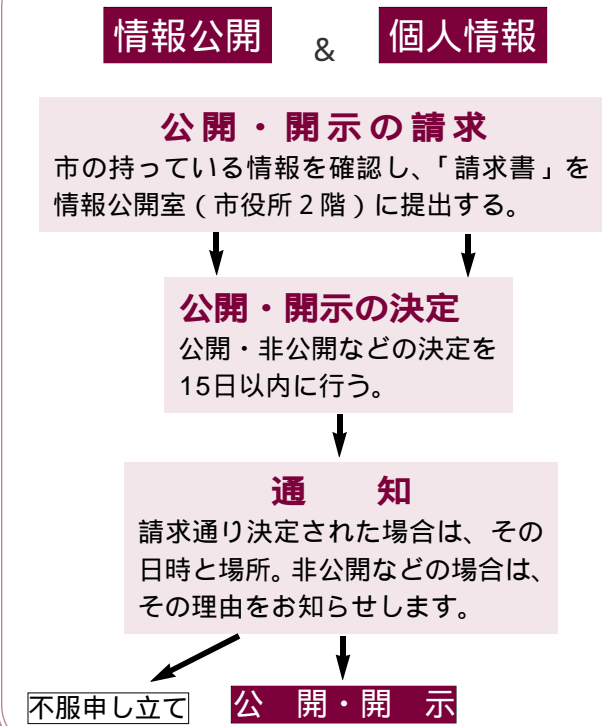 情報公開 & 個人情報
公開・開示の請求
市の持っている情報を確認し、「請求書」を
情報公開室(市役所2階)に提出する。
公開・開示の決定
公開・非公開などの決定を
15日以内に行う。
通 知
請求通り決定された場合は、その
日時と場所。非公開などの場合は、
その理由をお知らせします。
不服申し立て 公 開・開 示